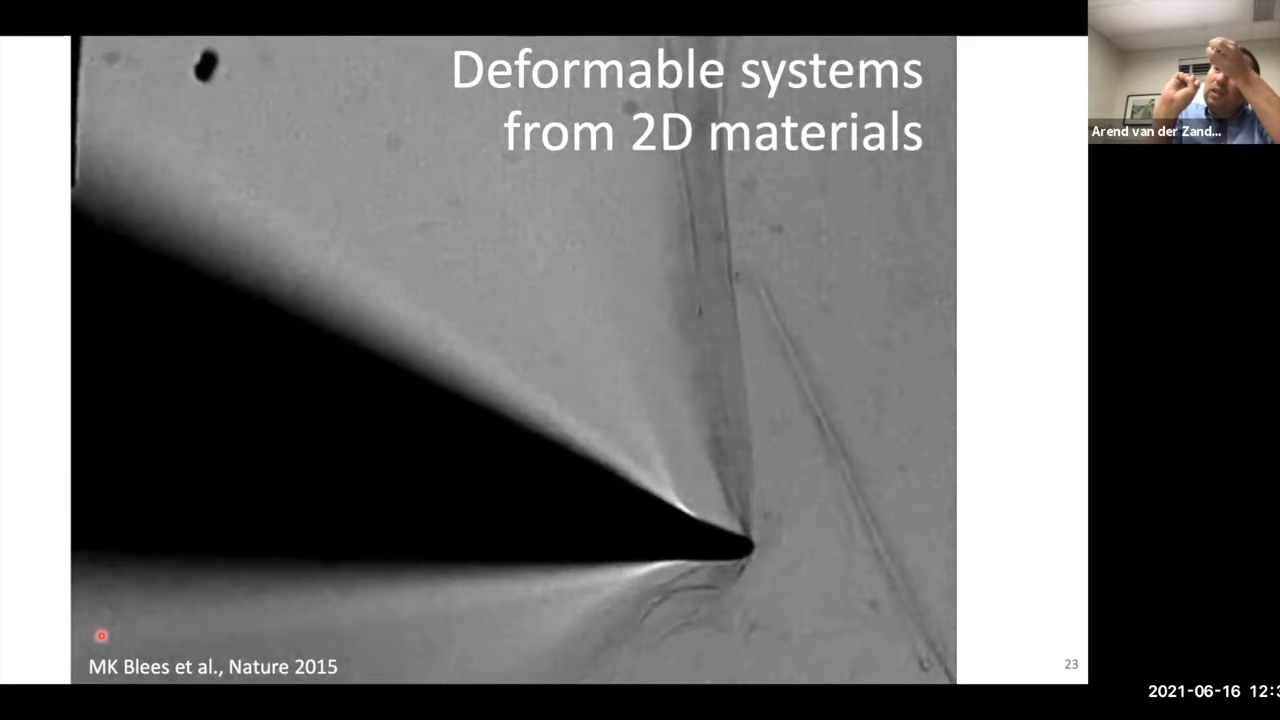 Deformable systems
from 2D materials
Arend van der Zand...
MK Blees et al., Nature 2015
23
2021-06-16 12:3